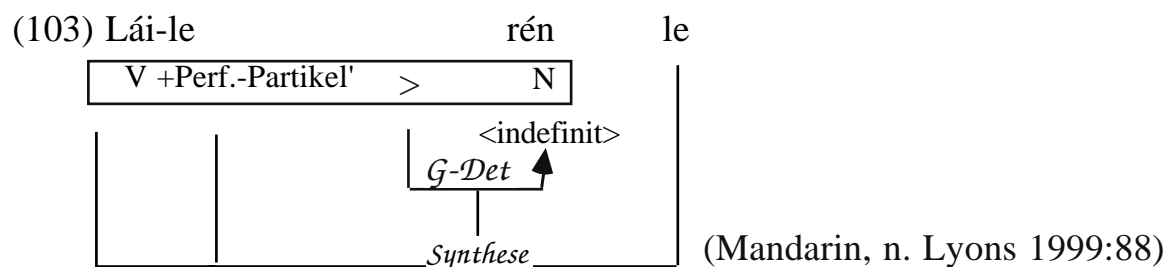 (103) Lái-le rén le
V +Perf.-Partikel' > N
<indefinit>
G-Det
Synthese (Mandarin, n. Lyons 1999:88)